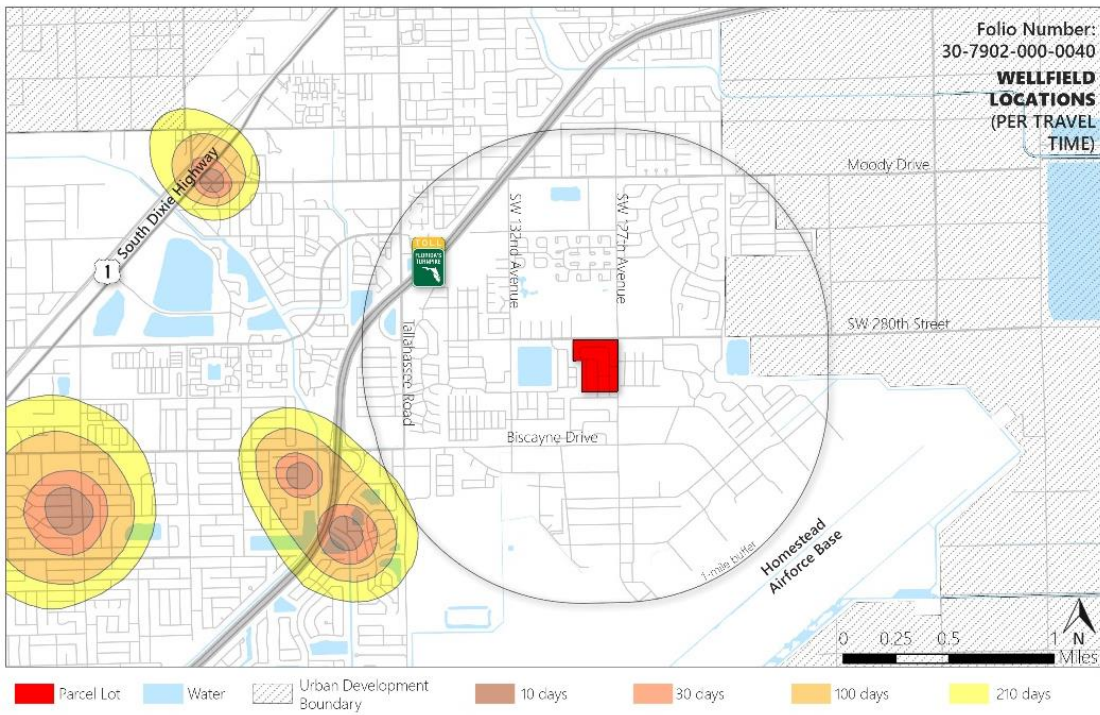 Folio Number:
30-7902-000-0040
WELLFIELD
LOCATIONS
(PER TRAVEL
TIME)
Moody Drive
South Dixie Highway
1
TOLL
FLORIDA'S
TURNPIKE
SW 132nd Avenue
SW 127th Avenue
SW 280th Street
Tallahassee Road
Biscayne Drive
1-mile buffer
Homestead
Airforce Base
0 0.25 0.5 1
Miles
N
Parcel Lot
Water
Urban Development
Boundary
10 days
30 days
100 days
210 days